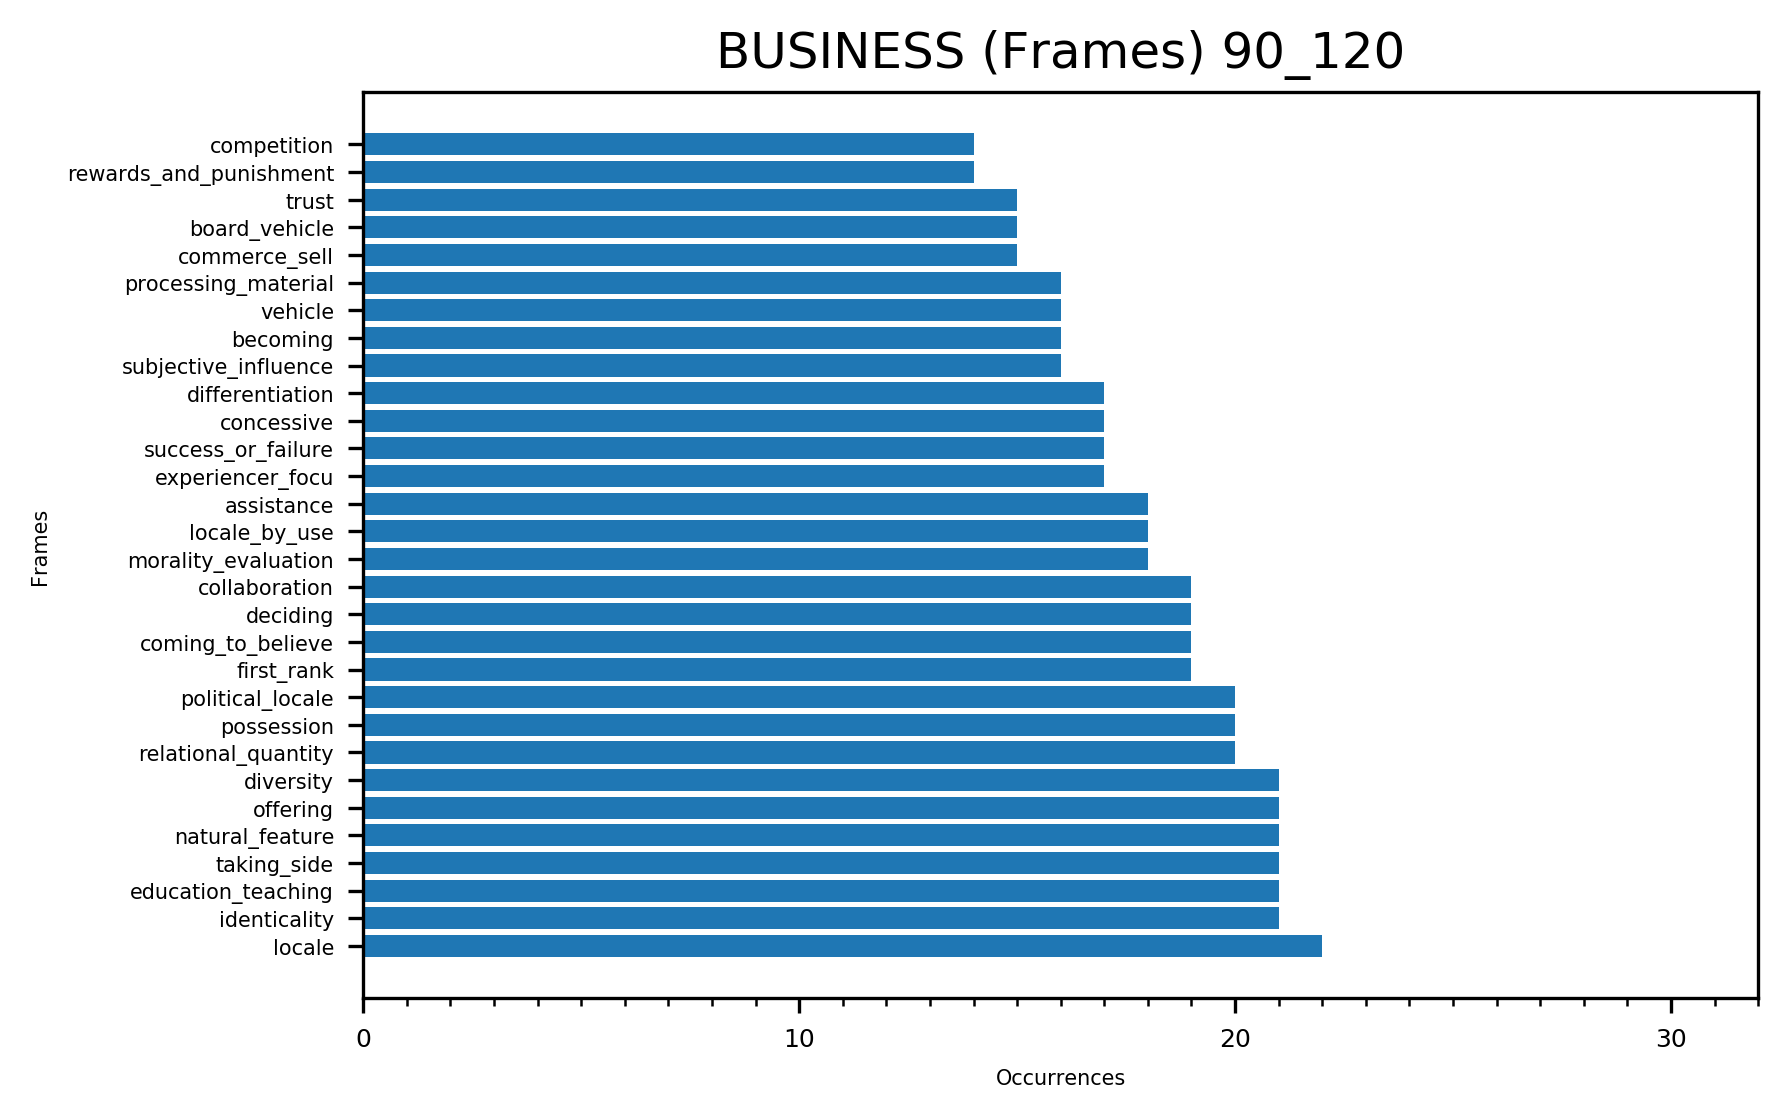 BUSINESS (Frames) 90_120
competition
rewards_and_punishment
trust
board_vehicle
commerce_sell
processing_material
vehicle
becoming
subjective_influence
differentiation
concessive
success_or_failure
experiencer_focu
assistance
locale_by_use
morality_evaluation
collaboration
deciding
coming_to_believe
first_rank
political_locale
possession
relational_quantity
diversity
offering
natural_feature
taking_side
education_teaching
identicality
locale
Frames
0 10 20 30
Occurrences